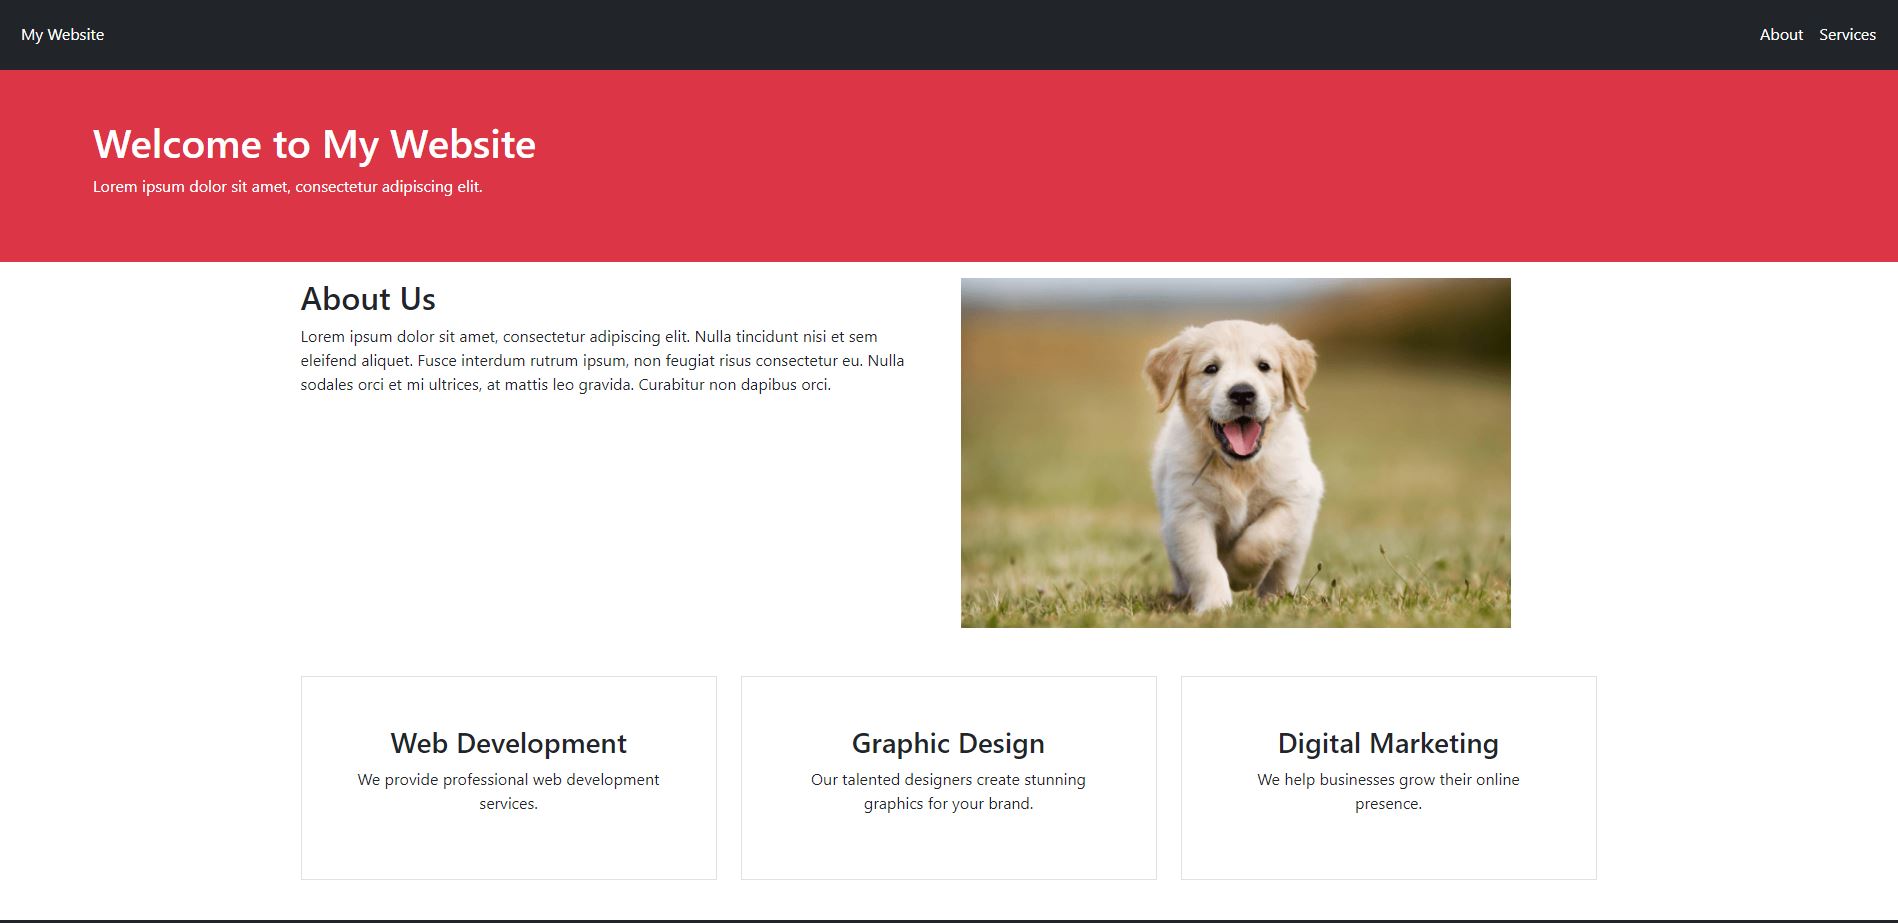 My Website
About Services
Welcome to My Website
Lorem ipsum dolor sit amet, consectetur adipiscing elit.
About Us
Lorem ipsum dolor sit amet, consectetur adipiscing elit. Nulla tincidunt nisi et sem
eleifend aliquet. Fusce interdum rutrum ipsum, non feugiat risus consectetur eu. Nulla
sodales orci et mi ultrices, at mattis leo gravida. Curabitur non dapibus orci.
Web Development
We provide professional web development
services.
Graphic Design
Our talented designers create stunning
graphics for your brand.
Digital Marketing
We help businesses grow their online
presence.